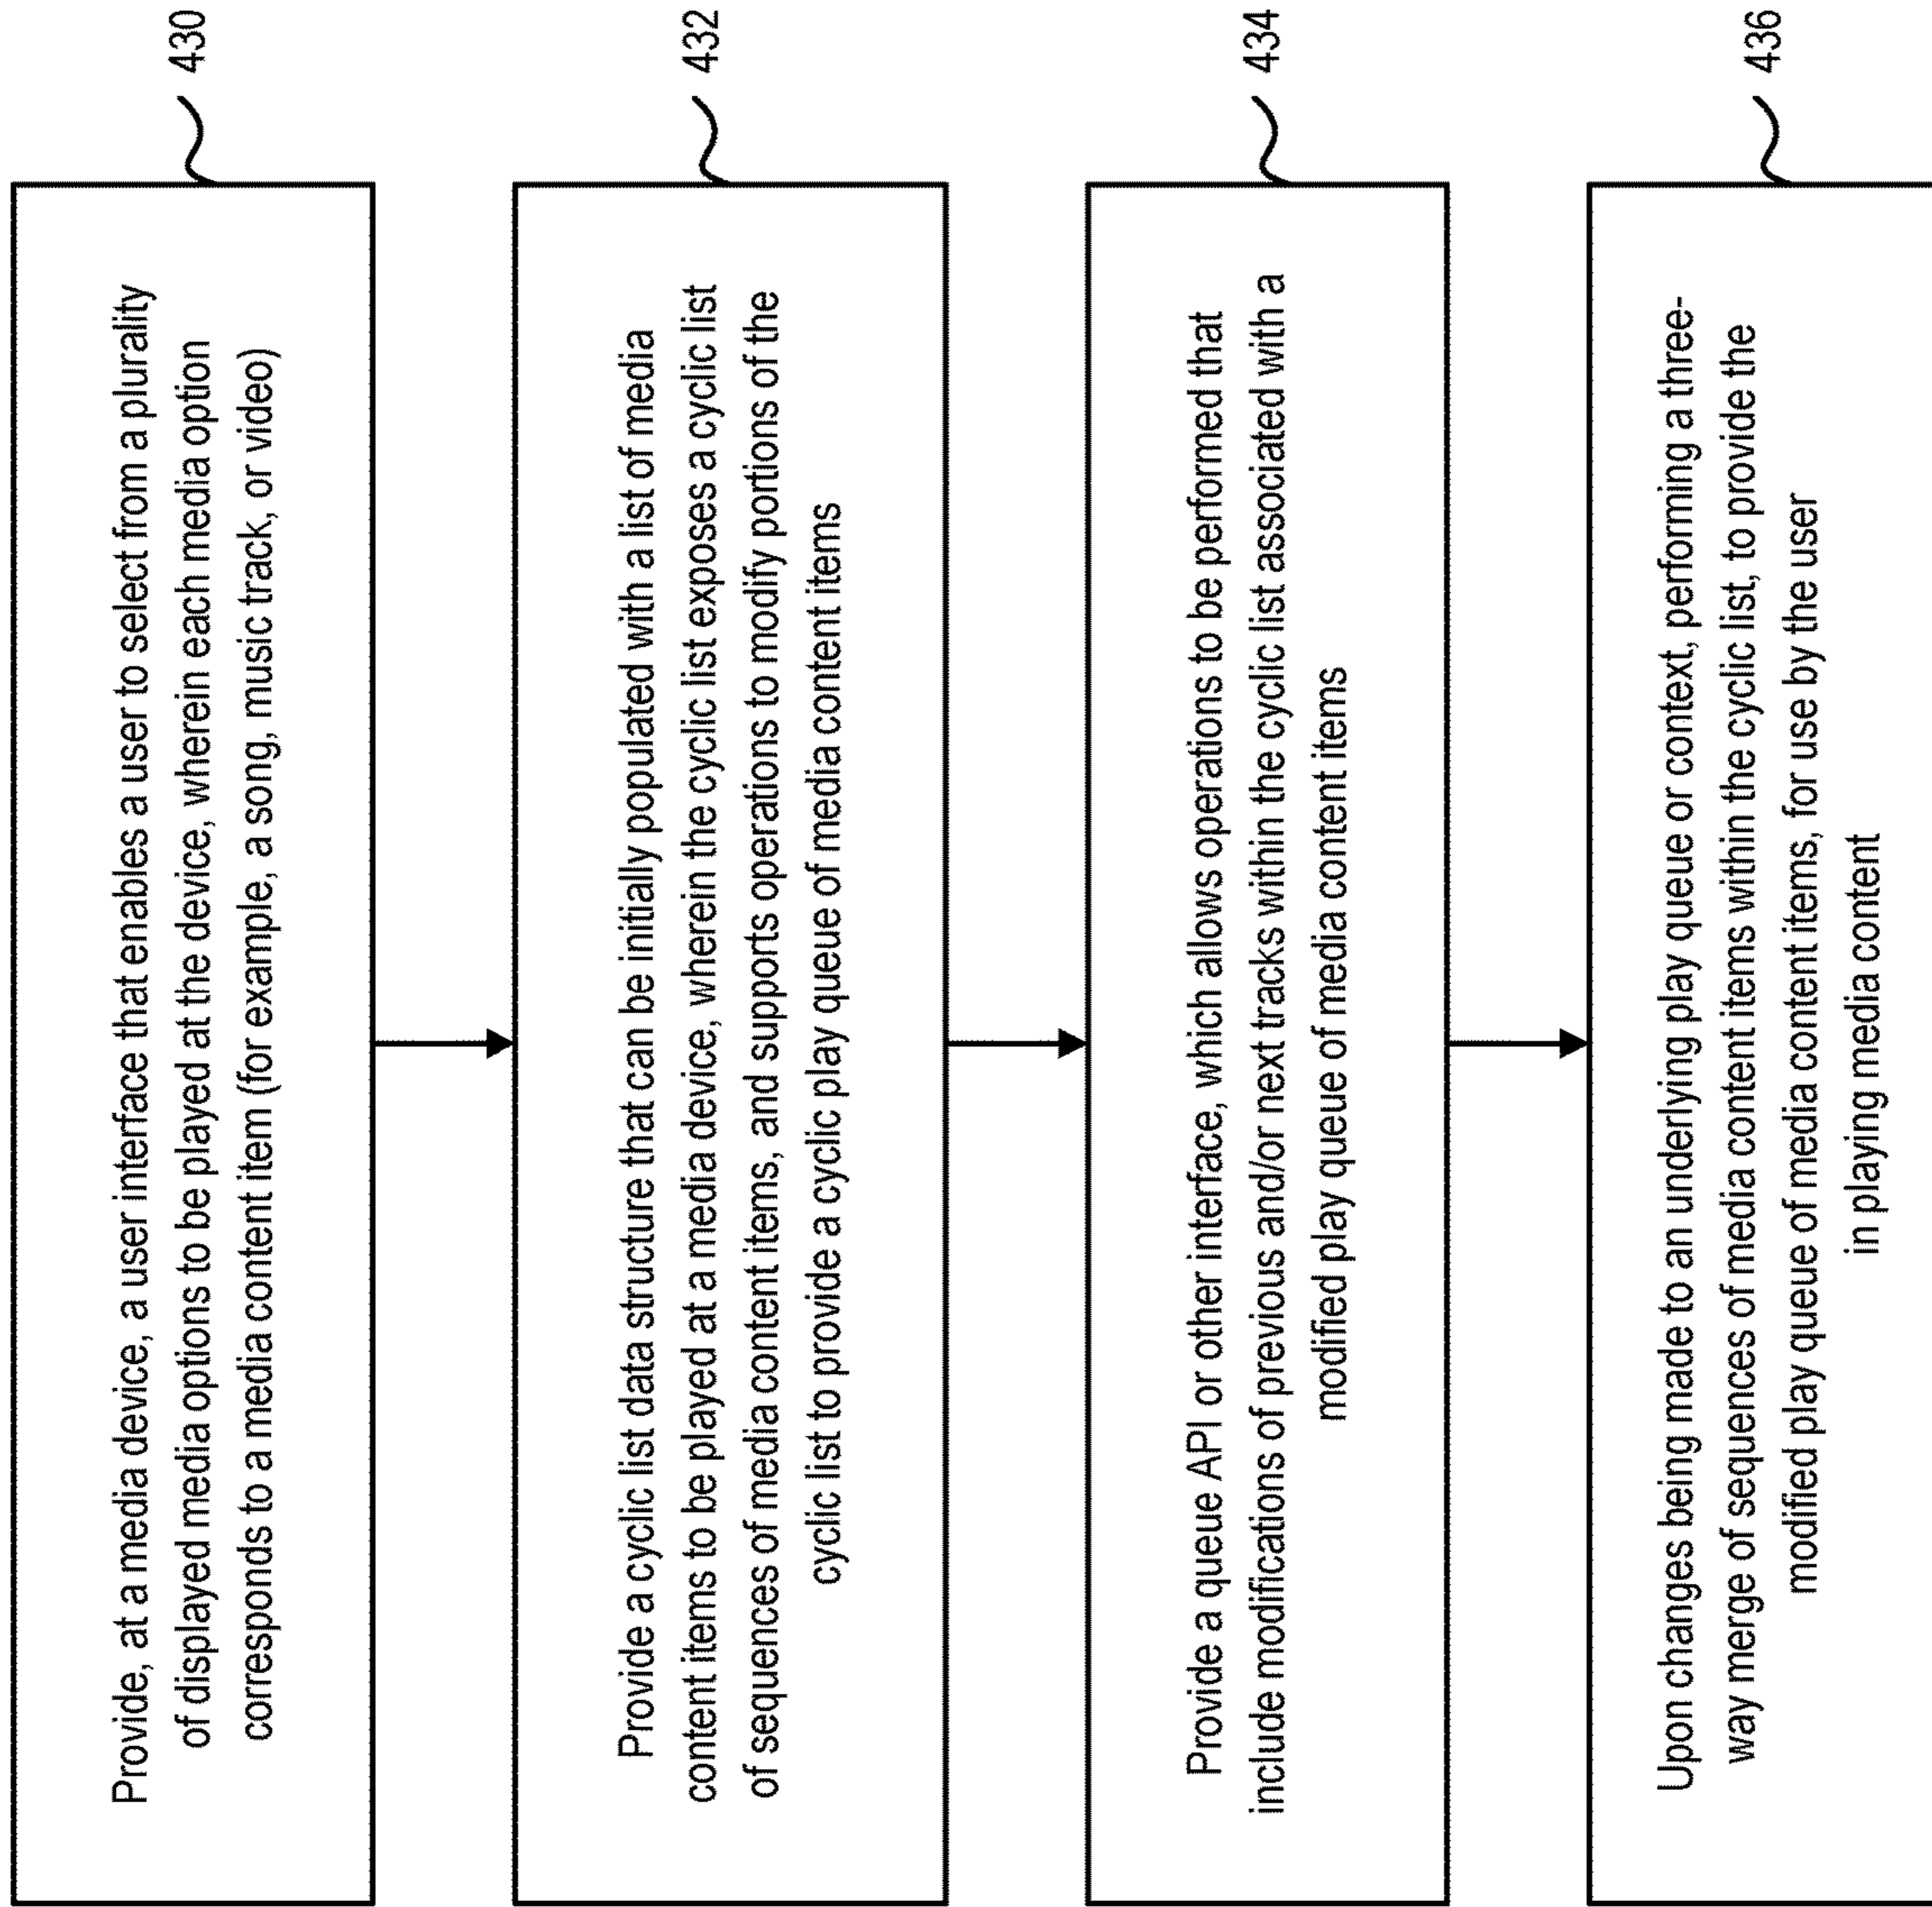 Provide, at a media device, a user interface that enables a user to select from a plurality
of displayed media options to be played at the device, wherein each media option
corresponds to a media content item (for example, a song, music track, or video)
430
Provide a cyclic list data structure that can be initially populated with a list of media
content items to be played at a media device, wherein the cyclic list exposes a cyclic list
of sequences of media content items, and supports operations to modify portions of the
cyclic list to provide a cyclic play queue of media content items
432
Provide a queue API or other interface, which allows operations to be performed that
include modifications of previous and/or next tracks within the cyclic list associated with a
modified play queue of media content items
434
Upon changes being made to an underlying play queue or context, performing a three-
way merge of sequences of media content items within the cyclic list, to provide the
modified play queue of media content items, for use by the user
in playing media content
436